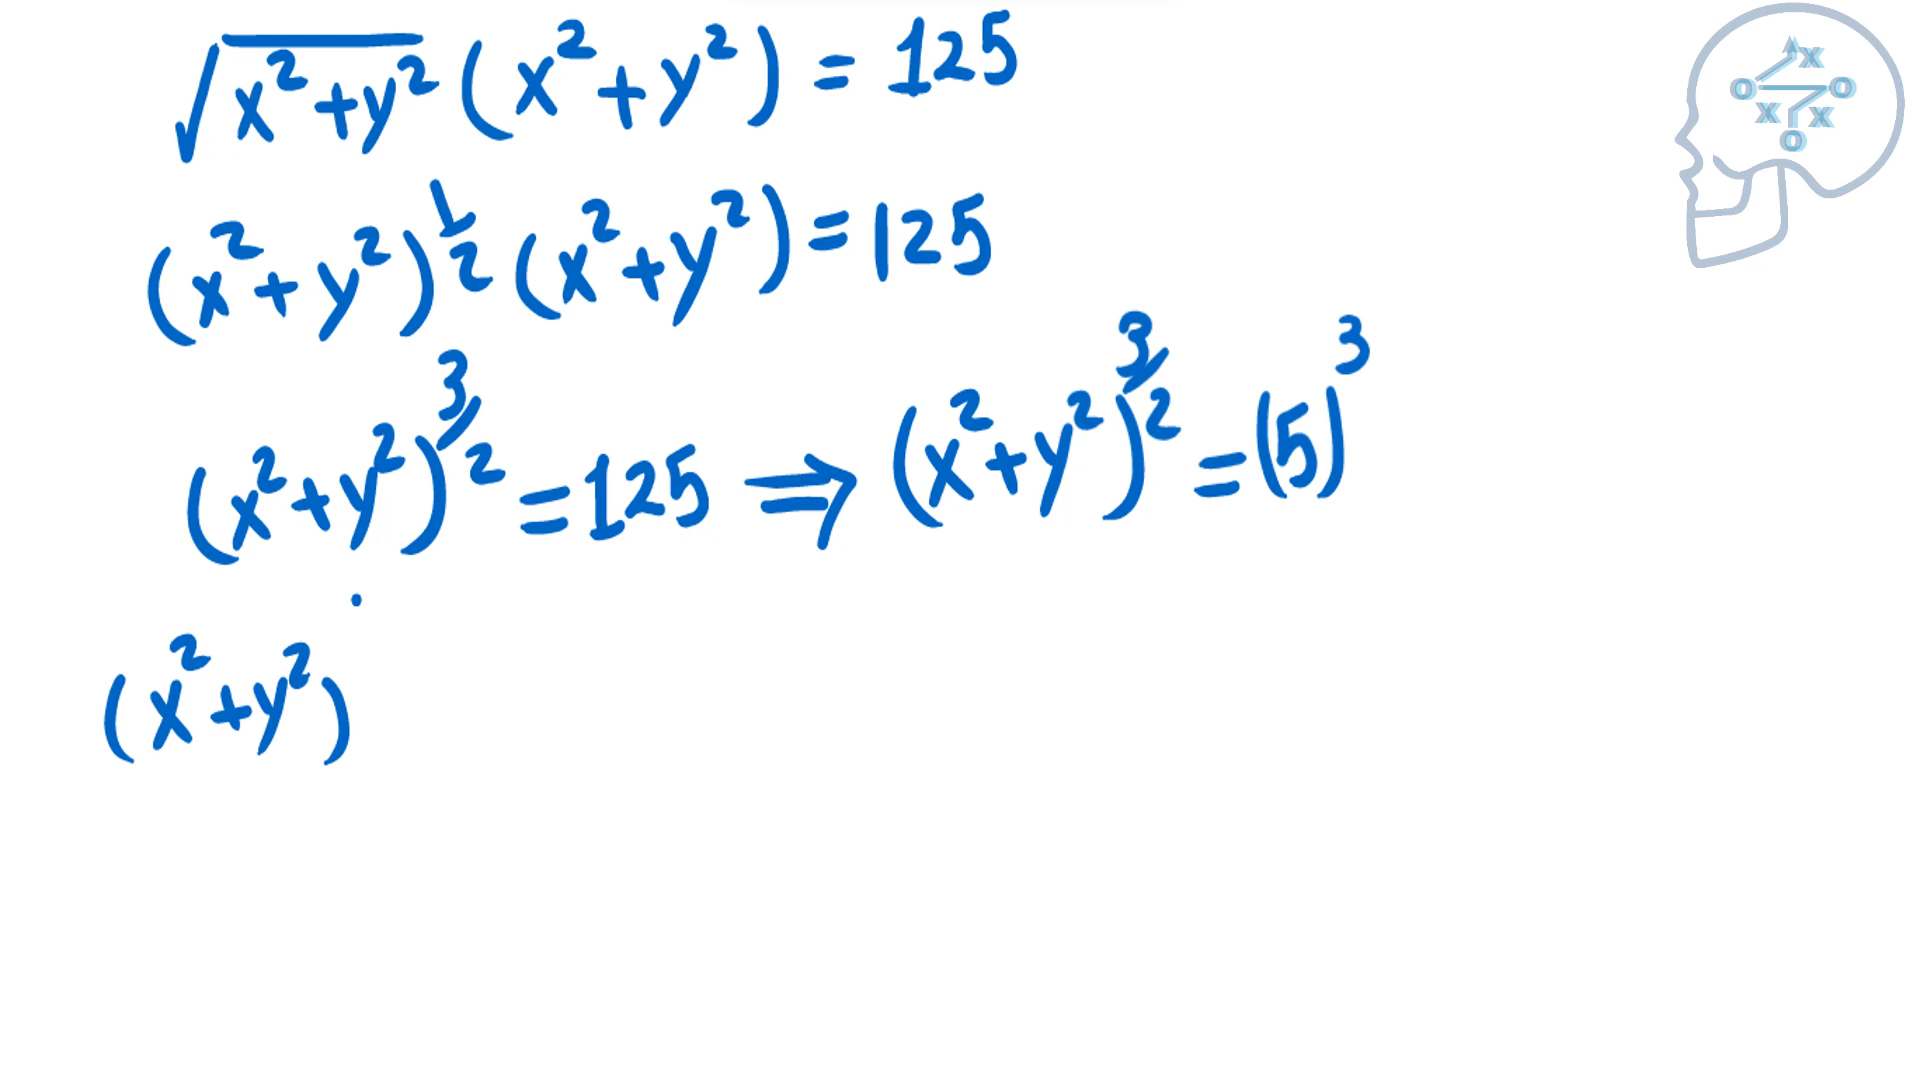 √x²+y² (x²+y²) = 125
(x²+y²)^1/2 (x²+y²) = 125
(x²+y²)^3/2 = 125 ⇒ (x²+y²)^3/2 = (5)^3
(x²+y²)
X
O O
X X
O